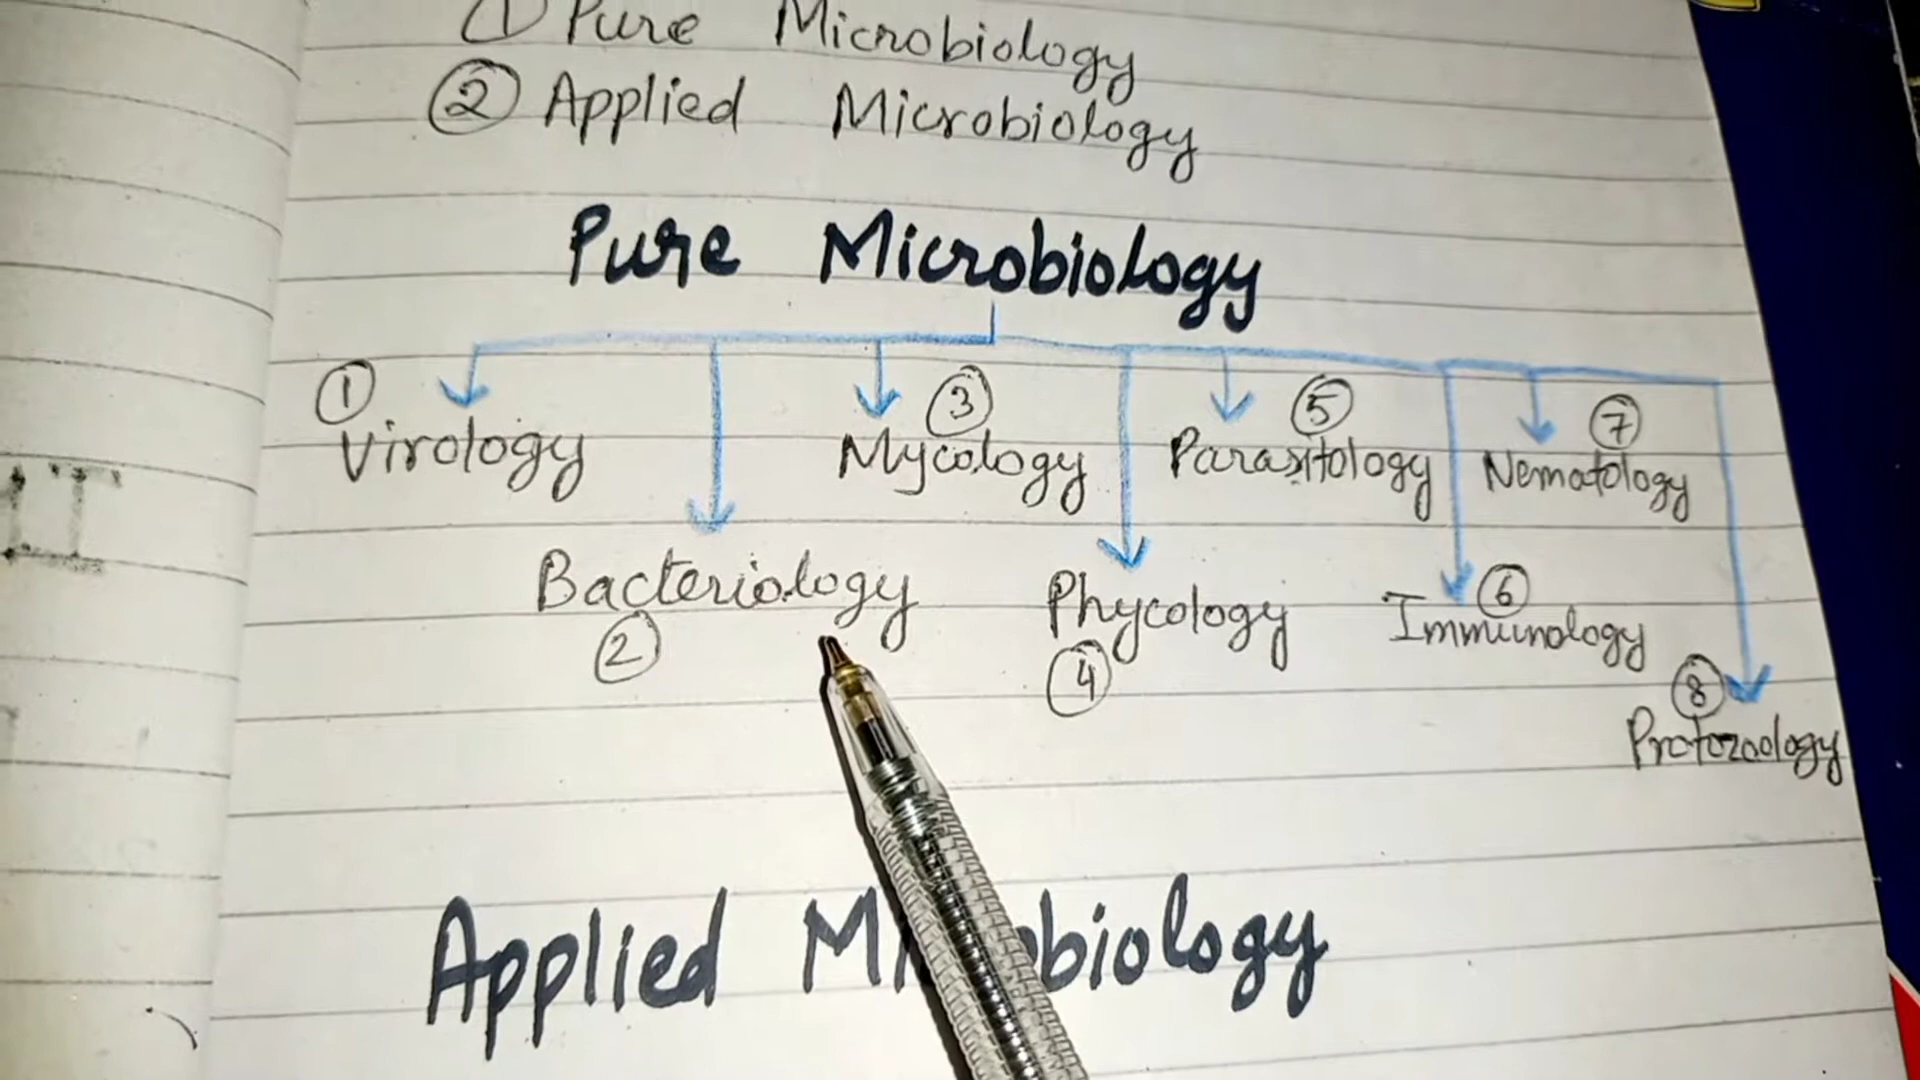 ① Pure Microbiology
② Applied Microbiology
Pure Microbiology
① Virology
③ Mycology
⑤ Parasitology
⑦ Nematology
Bacteriology ②
Phycology ④
⑥ Immunology
⑧ Protozoology
Applied Microbiology